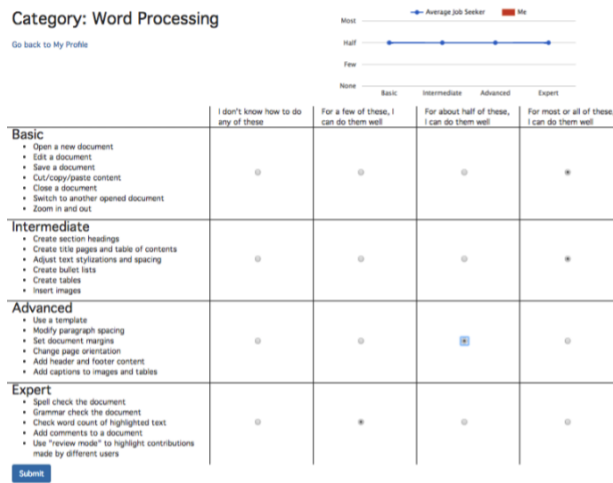 Category: Word Processing
Go back to My Profile
Average Job Seeker
Me
Most
Half
Few
None
Basic
Intermediate
Advanced
Expert
I don't know how to do
any of these
For a few of these, I
can do them well
For about half of these,
I can do them well
For most or all of these
I can do them well
Basic
• Open a new document
• Edit a document
• Save a document
• Cut/copy/paste content
• Close a document
• Switch to another opened document
• Zoom in and out
Intermediate
• Create section headings
• Create title pages and table of contents
• Adjust text stylizations and spacing
• Create bullet lists
• Create tables
• Insert images
Advanced
• Use a template
• Modify paragraph spacing
• Set document margins
• Change page orientation
• Add header and footer content
• Add captions to images and tables
Expert
• Spell check the document
• Grammar check the document
• Check word count of highlighted text
• Add comments to a document
• Use "review mode" to highlight contributions
made by different users
Submit